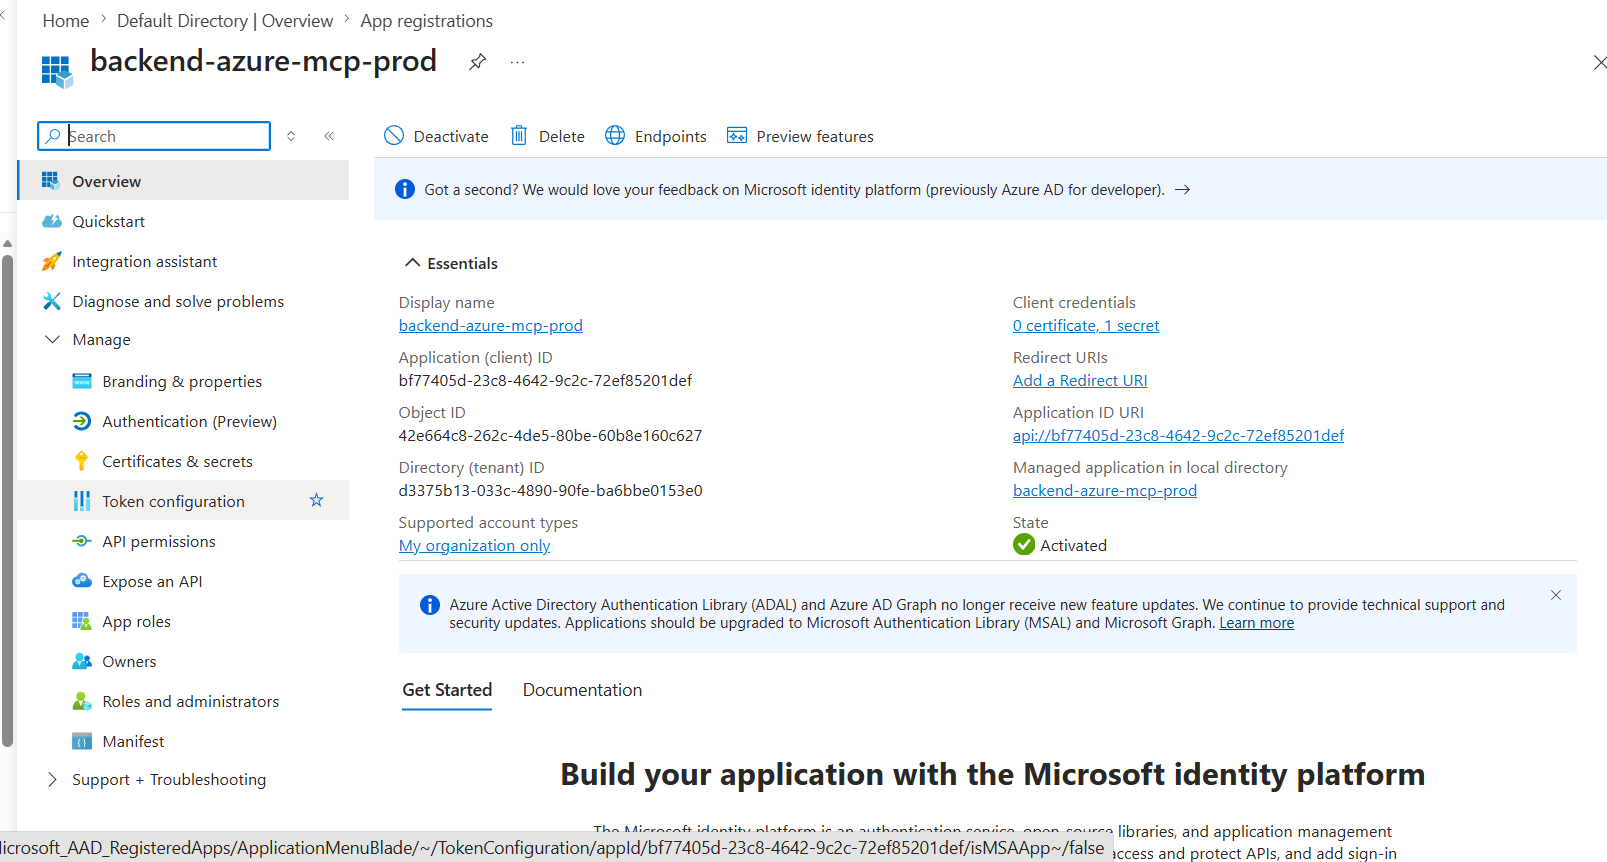 Home > Default Directory | Overview > App registrations
backend-azure-mcp-prod
Search
Deactivate Delete Endpoints Preview features
Overview
Quickstart
Integration assistant
Diagnose and solve problems
Manage
Branding & properties
Authentication (Preview)
Certificates & secrets
Token configuration
API permissions
Expose an API
App roles
Owners
Roles and administrators
Manifest
Support + Troubleshooting
Got a second? We would love your feedback on Microsoft identity platform (previously Azure AD for developer).
Essentials
Display name
backend-azure-mcp-prod
Application (client) ID
bf77405d-23c8-4642-9c2c-72ef85201def
Object ID
42e664c8-262c-4de5-80be-60b8e160c627
Directory (tenant) ID
d3375b13-033c-4890-90fe-ba6bbe0153e0
Supported account types
My organization only
Client credentials
0 certificate, 1 secret
Redirect URIs
Add a Redirect URI
Application ID URI
api://bf77405d-23c8-4642-9c2c-72ef85201def
Managed application in local directory
backend-azure-mcp-prod
State
Activated
Azure Active Directory Authentication Library (ADAL) and Azure AD Graph no longer receive new feature updates. We continue to provide technical support and
security updates. Applications should be upgraded to Microsoft Authentication Library (MSAL) and Microsoft Graph. Learn more
Get Started Documentation
Build your application with the Microsoft identity platform
The Microsoft identity platform is an authentication service, open-source libraries, and application management
access and protect APIs, and add sign-in
icrosoft_AAD_RegisteredApps/ApplicationMenuBlade/~/TokenConfiguration/appId/bf77405d-23c8-4642-9c2c-72ef85201def/isMSAApp~/false